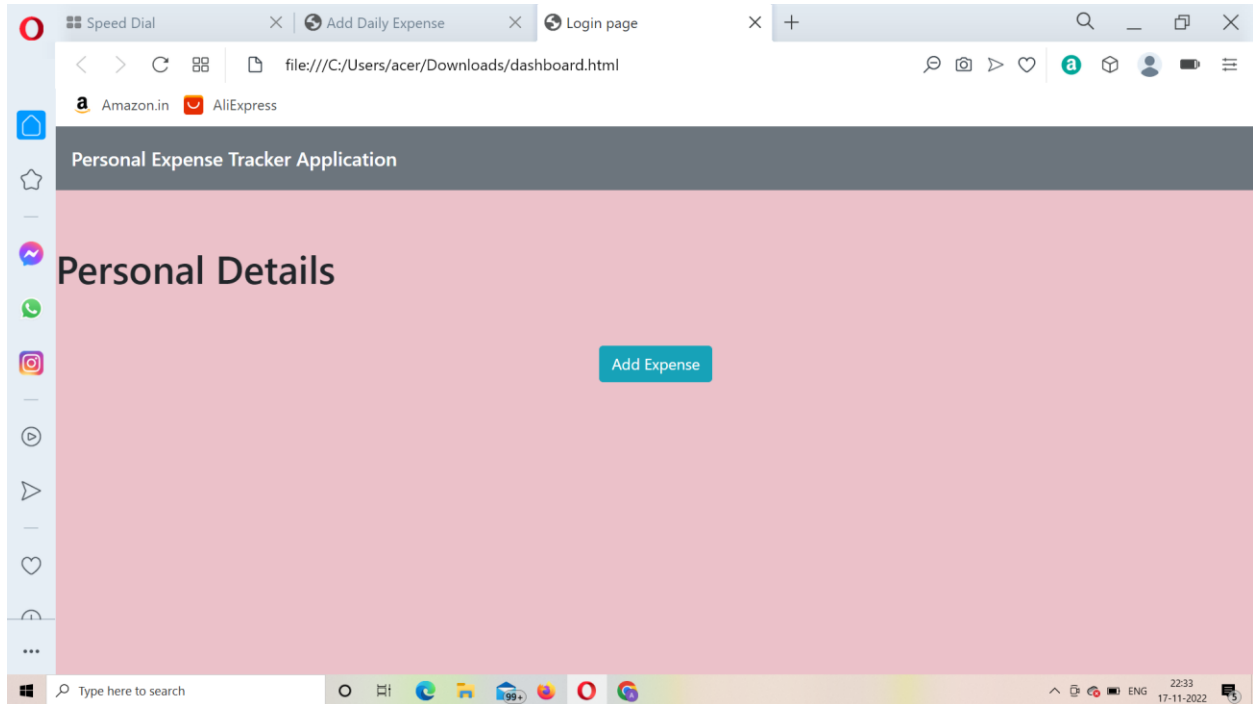 Speed Dial
Add Daily Expense
Login page
file:///C:/Users/acer/Downloads/dashboard.html
a
a Amazon.in
AliExpress
Personal Expense Tracker Application
Personal Details
Add Expense
Type here to search
99+
ENG
22:33
17-11-2022
5